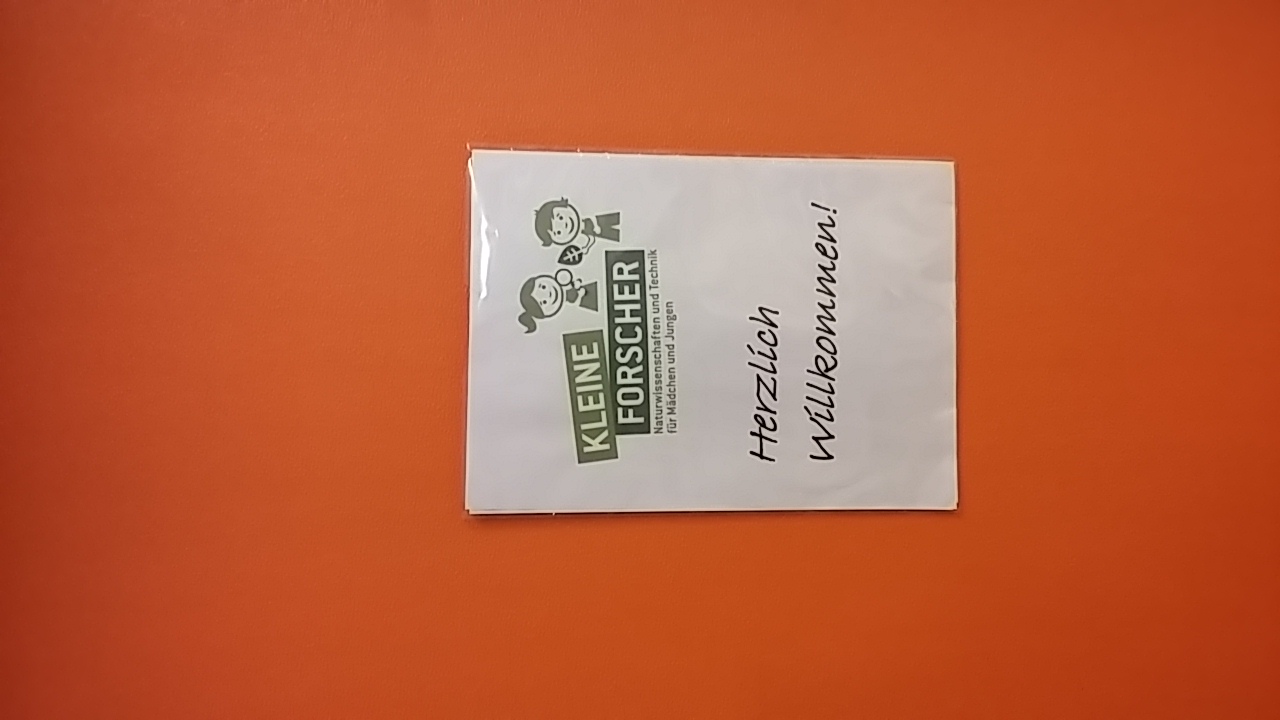 KLEINE
FORSCHER
Naturwissenschaften und Technik
für Mädchen und Jungen
Herzlich
Willkommen!